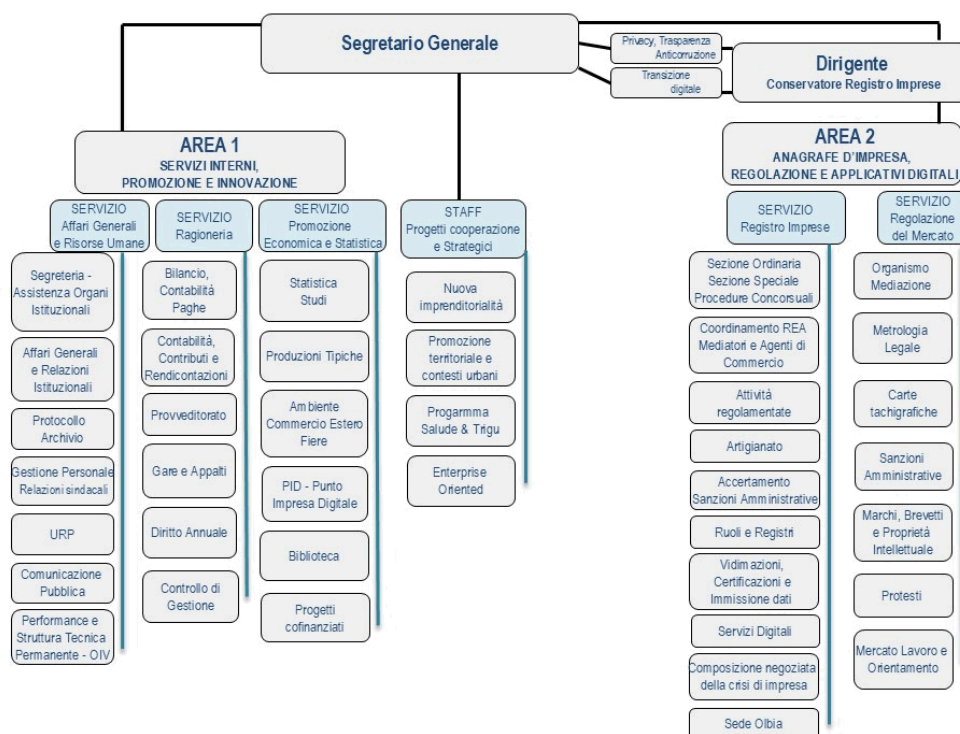 Segretario Generale
Privacy, Trasparenza
Anticorruzione
Transizione
digitale
Dirigente
Conservatore Registro Imprese
AREA 1
SERVIZI INTERNI,
PROMOZIONE E INNOVAZIONE
AREA 2
ANAGRAFE D'IMPRESA,
REGOLAZIONE E APPLICATIVI DIGITALI
SERVIZIO
Affari Generali
e Risorse Umane
Segreteria -
Assistenza Organi
Istituzionali
Affari Generali
e Relazioni
Istituzionali
Protocollo
Archivio
Gestione Personale
Relazioni sindacali
URP
Comunicazione
Pubblica
Performance e
Struttura Tecnica
Permanente - OIV
SERVIZIO
Ragioneria
Bilancio,
Contabilità
Paghe
Contabilità,
Contributi e
Rendicontazioni
Provveditorato
Gare e Appalti
Diritto Annuale
Controllo di
Gestione
SERVIZIO
Promozione
Economica e Statistica
Statistica
Studi
Produzioni Tipiche
Ambiente
Commercio Estero
Fiere
PID - Punto
Impresa Digitale
Biblioteca
Progetti
cofinanziati
STAFF
Progetti cooperazione
e Strategici
Nuova
imprenditorialità
Promozione
territoriale e
contesti urbani
Progarmma
Salude & Trigu
Enterprise
Oriented
SERVIZIO
Registro Imprese
Sezione Ordinaria
Sezione Speciale
Procedure Concorsuali
Coordinamento REA
Mediatori e Agenti di
Commercio
Attività
regolamentate
Artigianato
Accertamento
Sanzioni Amministrative
Ruoli e Registri
Vidimazioni,
Certificazioni e
Immissione dati
Servizi Digitali
Composizione negoziata
della crisi di impresa
Sede Olbia
SERVIZIO
Regolazione
del Mercato
Organismo
Mediazione
Metrologia
Legale
Carte
tachigrafiche
Sanzioni
Amministrative
Marchi, Brevetti
e Proprietà
Intellettuale
Protesti
Mercato Lavoro e
Orientamento